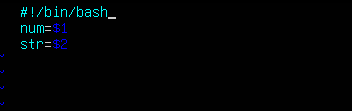 #!/bin/bash
num=$1
str=$2
~
~
~
~